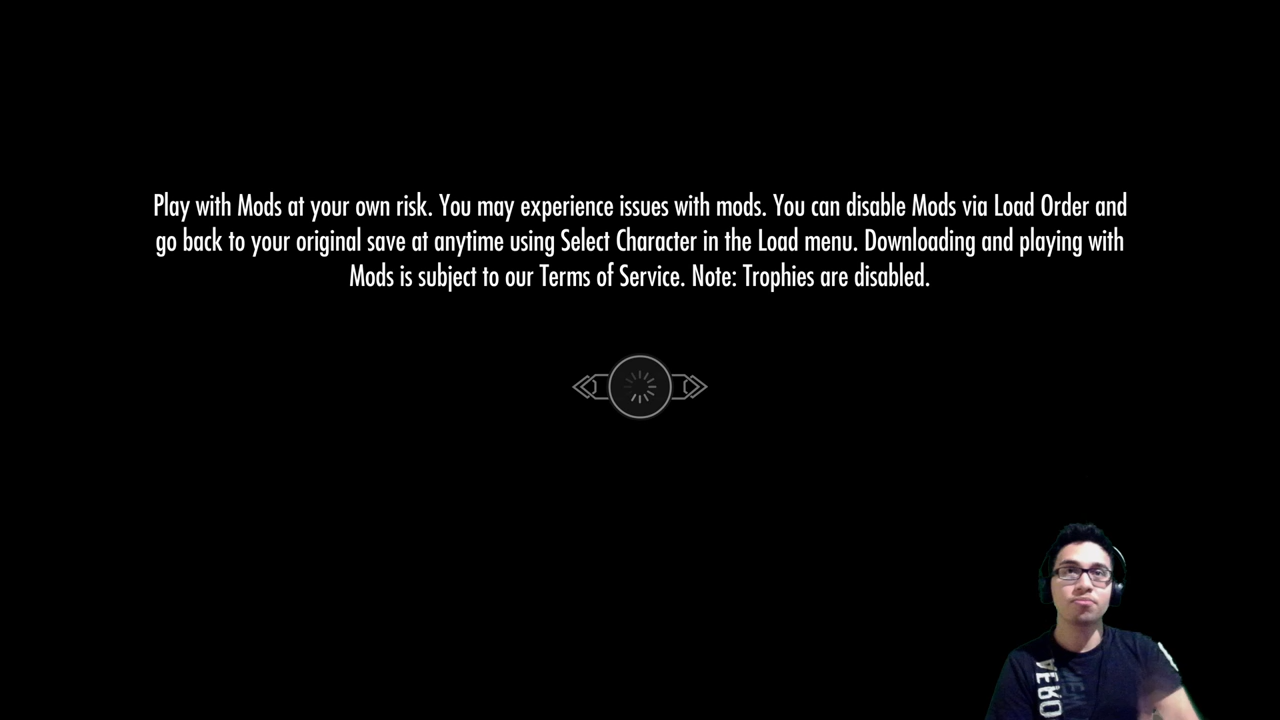 Play with Mods at your own risk. You may experience issues with mods. You can disable Mods via Load Order and
go back to your original save at anytime using Select Character in the Load menu. Downloading and playing with
Mods is subject to our Terms of Service. Note: Trophies are disabled.
AERO